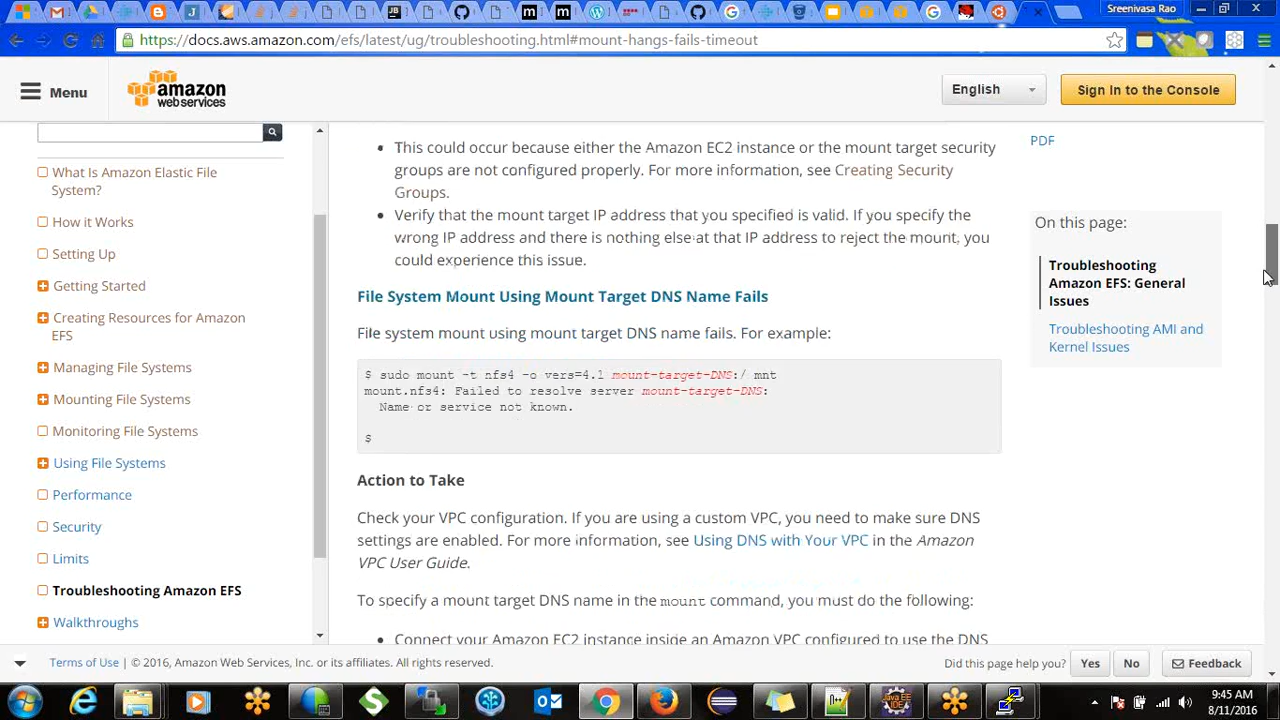 Sreenivasa Rao
https://docs.aws.amazon.com/efs/latest/ug/troubleshooting.html#mount-hangs-fails-timeout
Menu
amazon
web services
English
Sign In to the Console
What Is Amazon Elastic File
System?
How it Works
Setting Up
Getting Started
Creating Resources for Amazon
EFS
Managing File Systems
Mounting File Systems
Monitoring File Systems
Using File Systems
Performance
Security
Limits
Troubleshooting Amazon EFS
Walkthroughs
• This could occur because either the Amazon EC2 instance or the mount target security
groups are not configured properly. For more information, see Creating Security
Groups.
• Verify that the mount target IP address that you specified is valid. If you specify the
wrong IP address and there is nothing else at that IP address to reject the mount, you
could experience this issue.
File System Mount Using Mount Target DNS Name Fails
File system mount using mount target DNS name fails. For example:
$ sudo mount -t nfs4 -o vers=4.1 mount-target-DNS:/ mnt
mount.nfs4: Failed to resolve server mount-target-DNS:
Name or service not known.
$
Action to Take
Check your VPC configuration. If you are using a custom VPC, you need to make sure DNS
settings are enabled. For more information, see Using DNS with Your VPC in the Amazon
VPC User Guide.
To specify a mount target DNS name in the mount command, you must do the following:
• Connect your Amazon EC2 instance inside an Amazon VPC configured to use the DNS
PDF
On this page:
Troubleshooting
Amazon EFS: General
Issues
Troubleshooting AMI and
Kernel Issues
Terms of Use | © 2016, Amazon Web Services, Inc. or its affiliates. All rights reserved.
Did this page help you?
Yes
No
Feedback
9:45 AM
8/11/2016